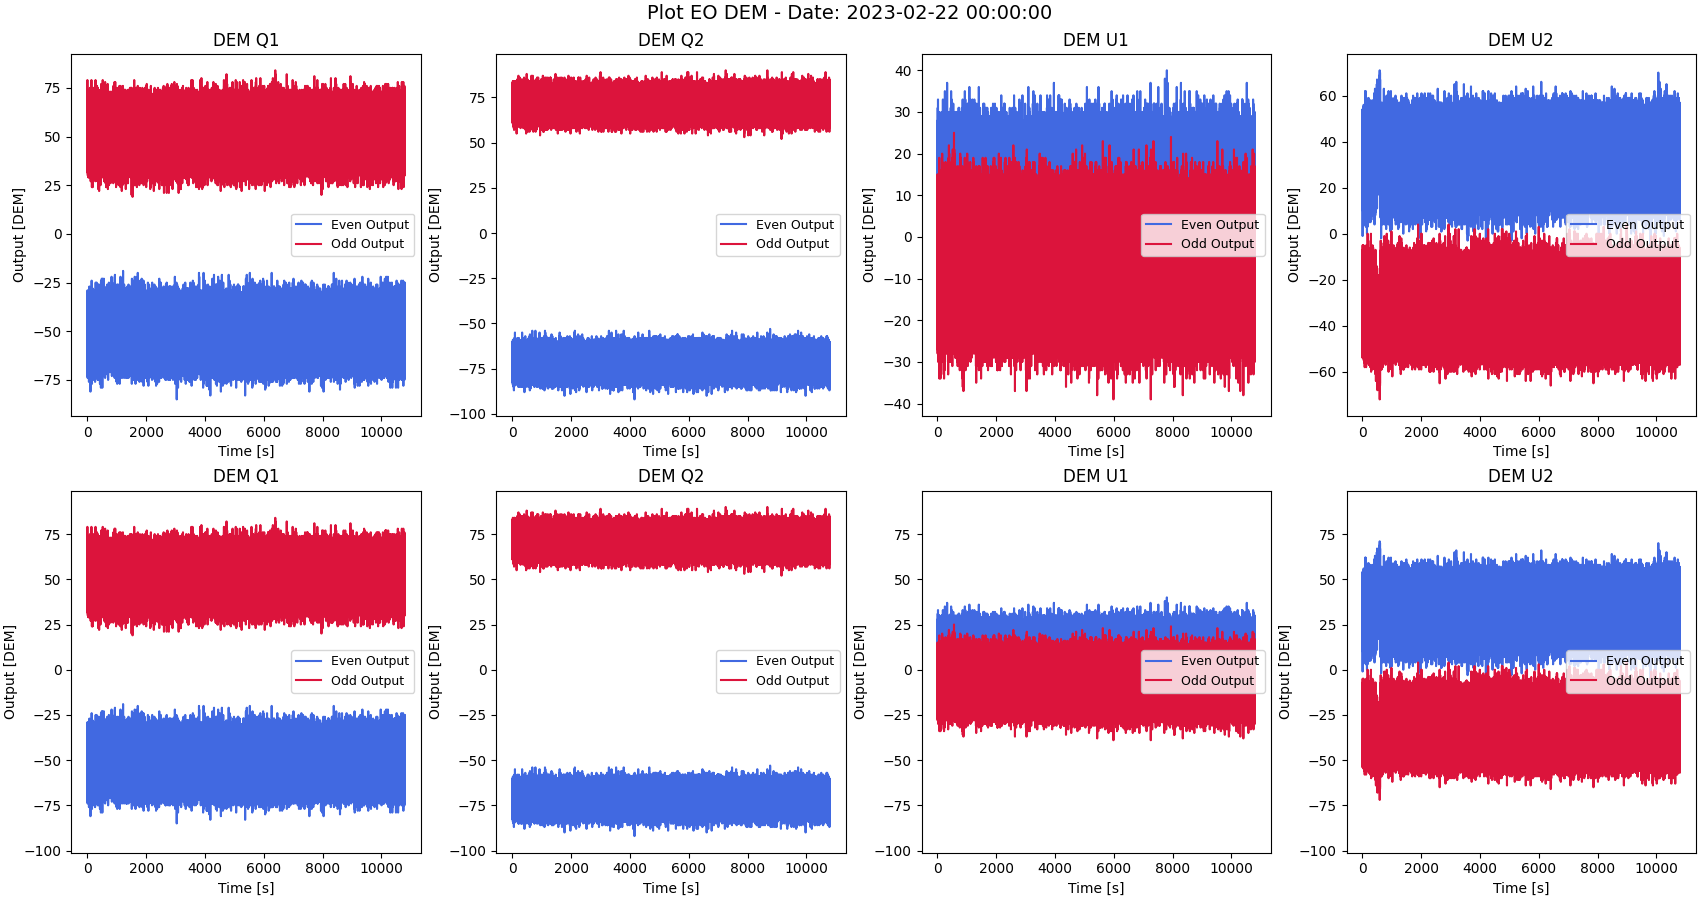 Plot EO DEM - Date: 2023-02-22 00:00:00
DEM Q1
DEM Q2
DEM U1
DEM U2
Output [DEM]
75
50
25
0
−25
−50
−75
Even Output
Odd Output
0 2000 4000 6000 8000 10000
Time [s]
Output [DEM]
75
50
25
0
−25
−50
−75
−100
Even Output
Odd Output
0 2000 4000 6000 8000 10000
Time [s]
Output [DEM]
40
30
20
10
0
−10
−20
−30
−40
Even Output
Odd Output
0 2000 4000 6000 8000 10000
Time [s]
Output [DEM]
60
40
20
0
−20
−40
−60
Even Output
Odd Output
0 2000 4000 6000 8000 10000
Time [s]
DEM Q1
DEM Q2
DEM U1
DEM U2
Output [DEM]
75
50
25
0
−25
−50
−75
−100
Even Output
Odd Output
0 2000 4000 6000 8000 10000
Time [s]
Output [DEM]
75
50
25
0
−25
−50
−75
−100
Even Output
Odd Output
0 2000 4000 6000 8000 10000
Time [s]
Output [DEM]
75
50
25
0
−25
−50
−75
−100
Even Output
Odd Output
0 2000 4000 6000 8000 10000
Time [s]
Output [DEM]
75
50
25
0
−25
−50
−75
−100
Even Output
Odd Output
0 2000 4000 6000 8000 10000
Time [s]